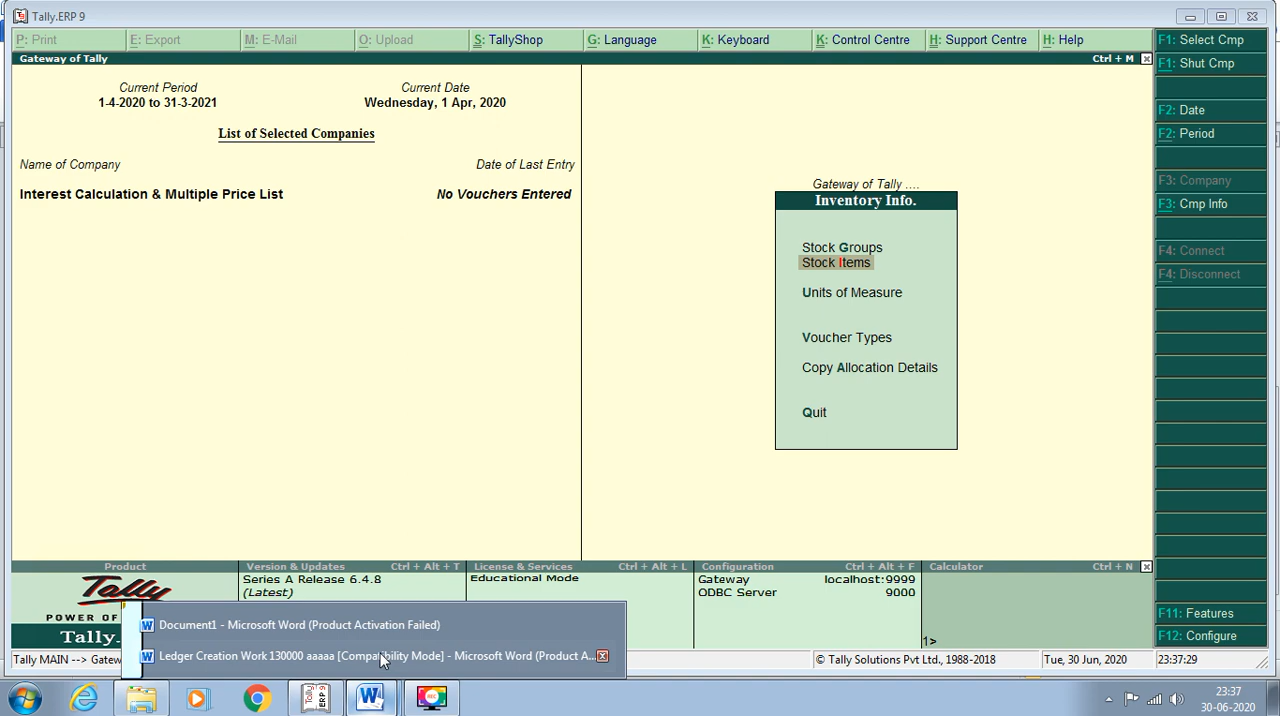 Tally.ERP 9
P: Print
E: Export
M: E-Mail
O: Upload
S: TallyShop
G: Language
K: Keyboard
K: Control Centre
H: Support Centre
H: Help
F1: Select Cmp
Gateway of Tally
Ctrl + M
F1: Shut Cmp
Current Period
1-4-2020 to 31-3-2021
Current Date
Wednesday, 1 Apr, 2020
F2: Date
F2: Period
List of Selected Companies
Name of Company
Date of Last Entry
Interest Calculation & Multiple Price List
No Vouchers Entered
Gateway of Tally ....
Inventory Info.
Stock Groups
Stock Items
Units of Measure
Voucher Types
Copy Allocation Details
Quit
F3: Company
F3: Cmp Info
F4: Connect
F4: Disconnect
F11: Features
F12: Configure
Product
Tally
POWER OF
Tally.
Version & Updates
Ctrl + Alt + T
Series A Release 6.4.8
(Latest)
License & Services
Ctrl + Alt + L
Educational Mode
Configuration
Ctrl + Alt + F
Gateway
localhost:9999
ODBC Server
9000
Calculator
Ctrl + N
1>
Document1 - Microsoft Word (Product Activation Failed)
Ledger Creation Work 130000 aaaaa [Compatibility Mode] - Microsoft Word (Product A...
Tally MAIN --> Gatew
© Tally Solutions Pvt Ltd., 1988-2018
Tue, 30 Jun, 2020
23:37:29
23:37
30-06-2020